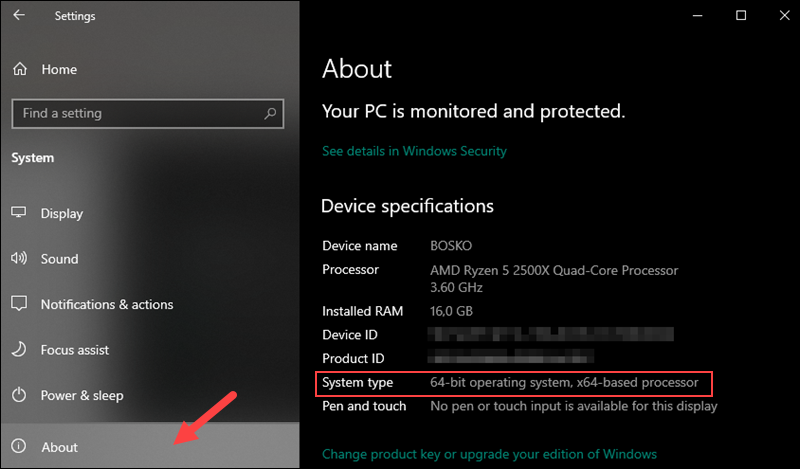 Settings
Home
Find a setting
System
Display
Sound
Notifications & actions
Focus assist
Power & sleep
About
About
Your PC is monitored and protected.
See details in Windows Security
Device specifications
Device name BOSKO
Processor AMD Ryzen 5 2500X Quad-Core Processor
3.60 GHz
Installed RAM 16,0 GB
Device ID
Product ID
System type 64-bit operating system, x64-based processor
Pen and touch No pen or touch input is available for this display
Change product key or upgrade your edition of Windows